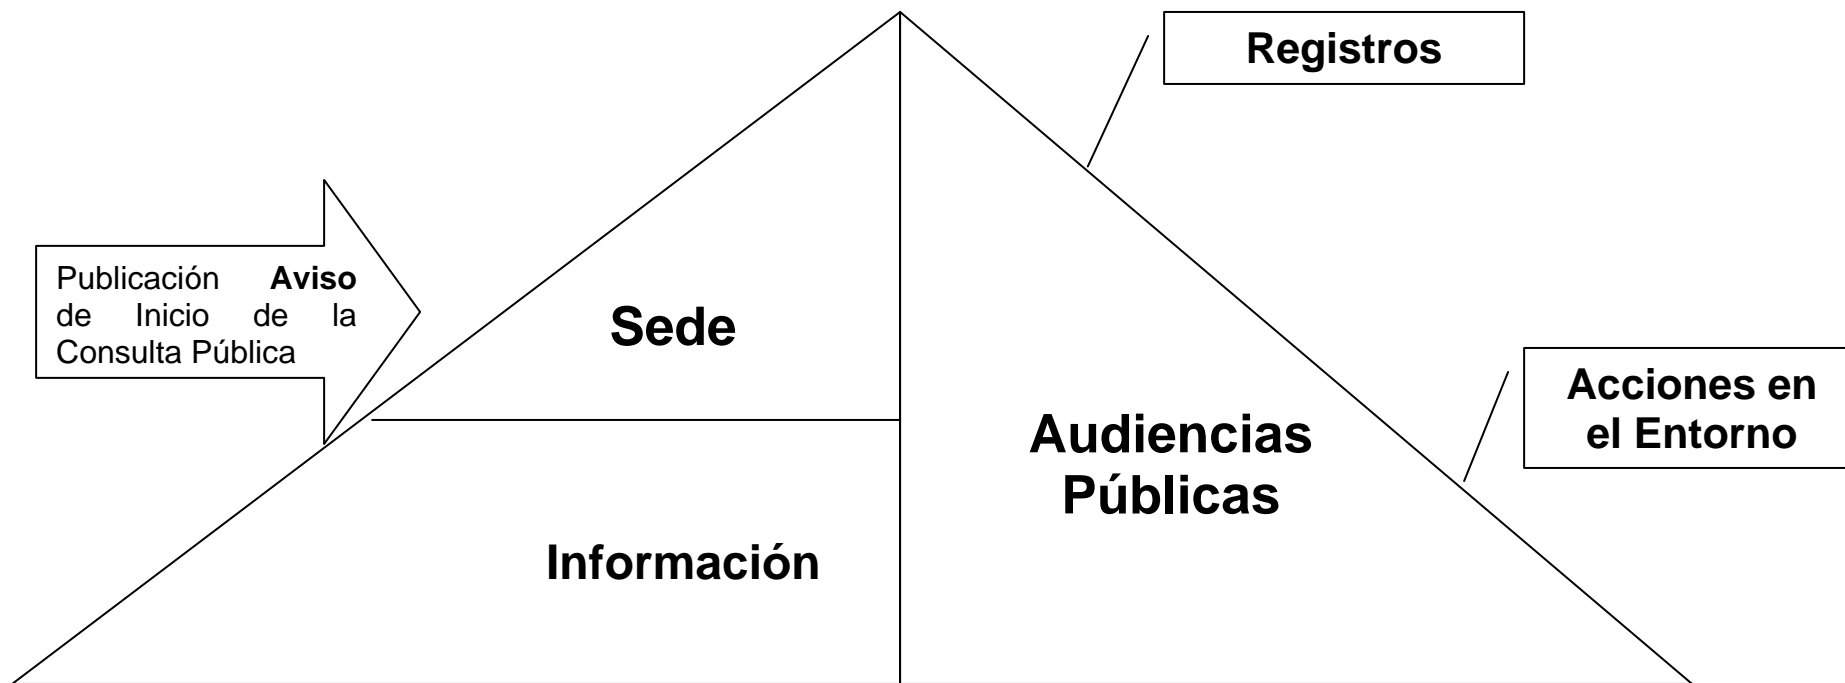 Registros
Publicación Aviso
de Inicio de la
Consulta Pública
Sede
Acciones en
el Entorno
Audiencias
Públicas
Información